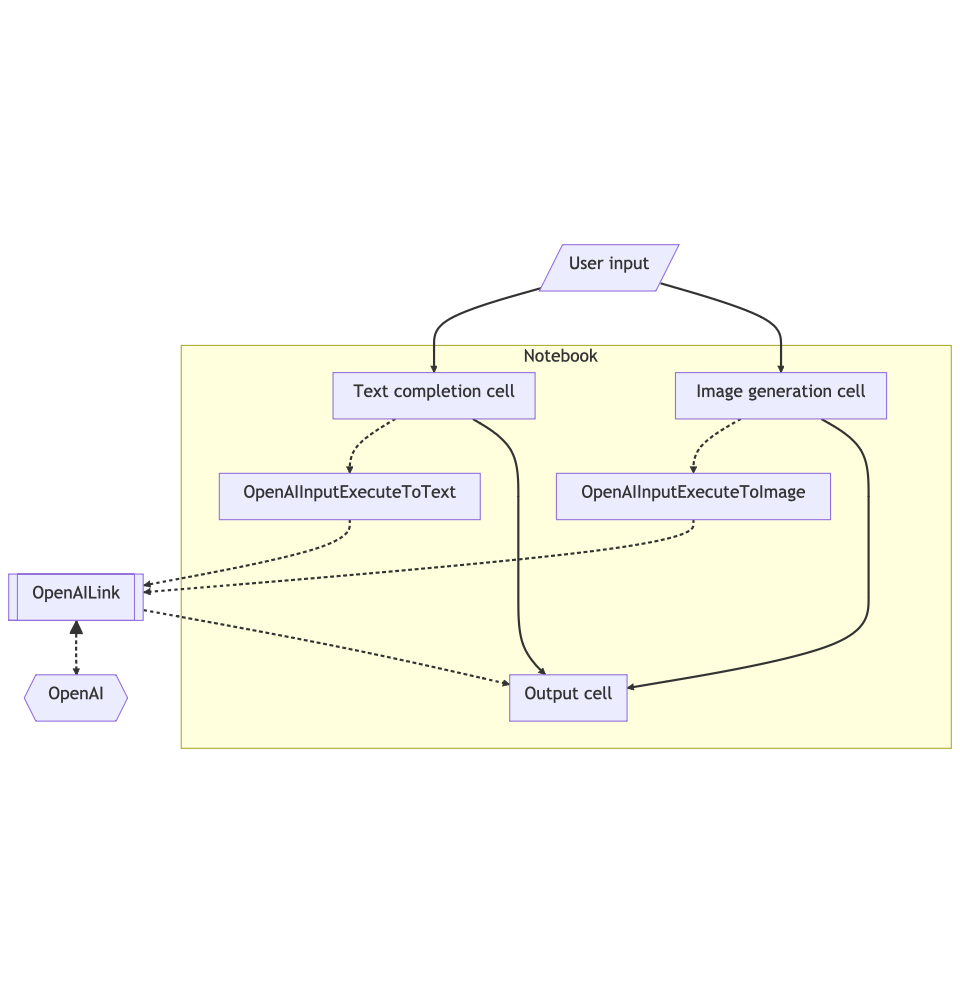 User input
Notebook
Text completion cell
Image generation cell
OpenAIInputExecuteToText
OpenAIInputExecuteToImage
OpenAILink
OpenAI
Output cell